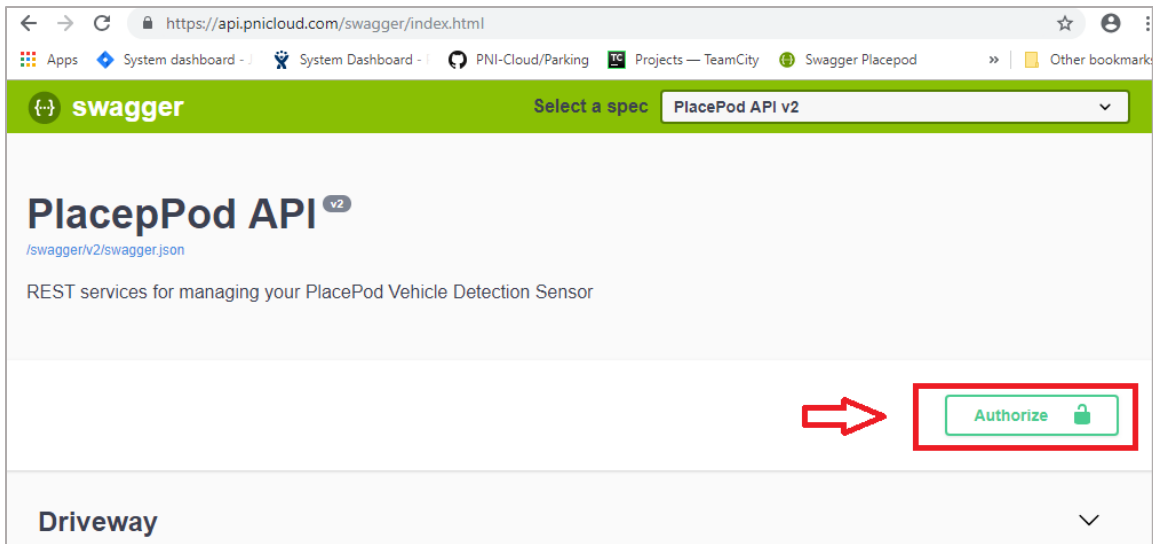 https://api.pnicloud.com/swagger/index.html
Apps System dashboard - J System Dashboard - PNI-Cloud/Parking TC Projects — TeamCity Swagger Placepod » Other bookmarks
{··} swagger Select a spec PlacePod API v2
PlacepPod API v2
/swagger/v2/swagger.json
REST services for managing your PlacePod Vehicle Detection Sensor
Authorize
Driveway